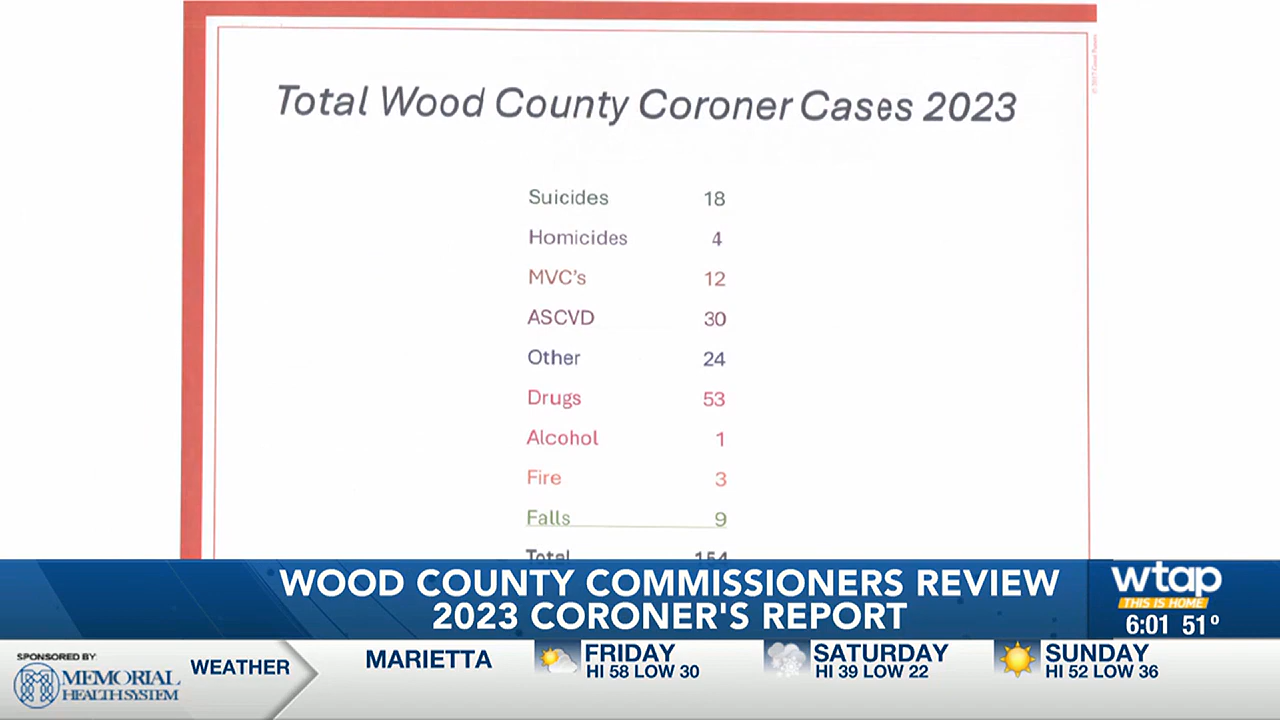 Total Wood County Coroner Cases 2023
Suicides 18
Homicides 4
MVC's 12
ASCVD 30
Other 24
Drugs 53
Alcohol 1
Fire 3
Falls 9
Total 154
WOOD COUNTY COMMISSIONERS REVIEW
2023 CORONER'S REPORT
wtap
THIS IS HOME
6:01 51°
SPONSORED BY:
MEMORIAL
HEALTH SYSTEM
WEATHER
MARIETTA
FRIDAY
HI 58 LOW 30
SATURDAY
HI 39 LOW 22
SUNDAY
HI 52 LOW 36